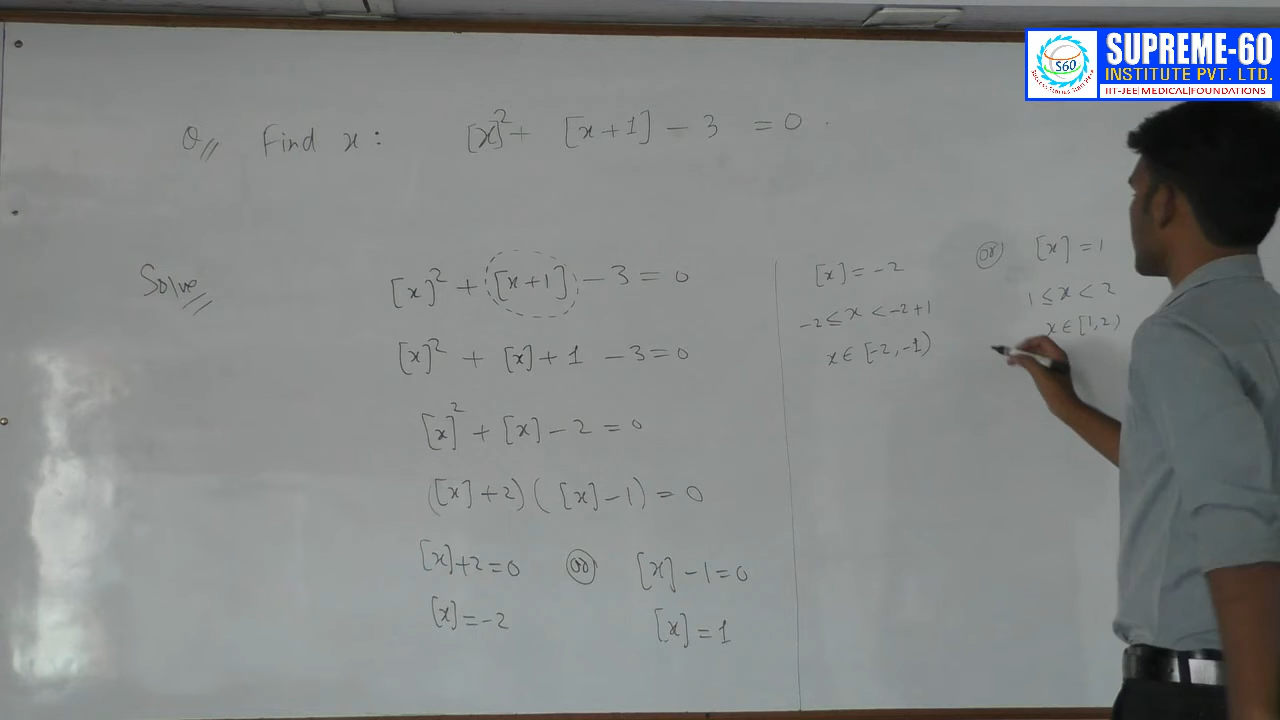 SUPREME-60
INSTITUTE PVT. LTD.
IIT-JEE|MEDICAL|FOUNDATIONS
S60
Q,, Find x : [x]² + [x+1] - 3 = 0 .
Solve,,
[x]² + [x+1] - 3 = 0
[x]² + [x] + 1 - 3 = 0
[x]² + [x] - 2 = 0
([x] + 2) ([x] - 1) = 0
[x] + 2 = 0 or [x] - 1 = 0
[x] = -2 [x] = 1
[x] = -2 or [x] = 1
-2 ≤ x < -2+1 1 ≤ x < 2
x ∈ [-2, -1) x ∈ [1, 2)